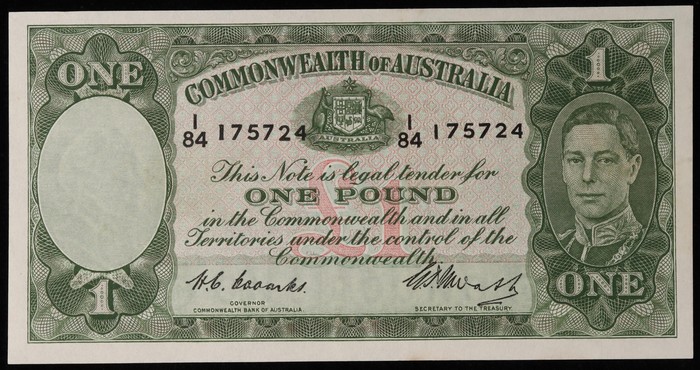 ONE
COMMONWEALTH OF AUSTRALIA
1
AUSTRALIA
I/84 175724
I/84 175724
This Note is legal tender for
ONE POUND
in the Commonwealth and in all
Territories under the control of the
Commonwealth.
£1
GOVERNOR
COMMONWEALTH BANK OF AUSTRALIA.
SECRETARY TO THE TREASURY.
1
ONE